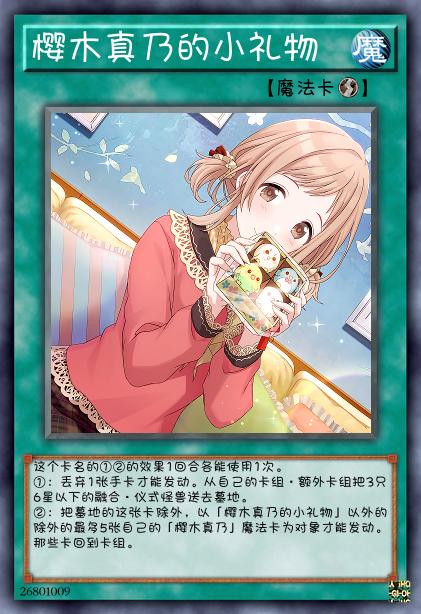 樱木真乃的小礼物
魔
【魔法卡】
这个卡名的①②的效果1回合各能使用1次。
①：丢弃1张手卡才能发动。从自己的卡组·额外卡组把3只
6星以下的融合·仪式怪兽送去墓地。
②：把墓地的这张卡除外，以「樱木真乃的小礼物」以外的
除外的最多5张自己的「樱木真乃」魔法卡为对象才能发动。
那些卡回到卡组。
26801009